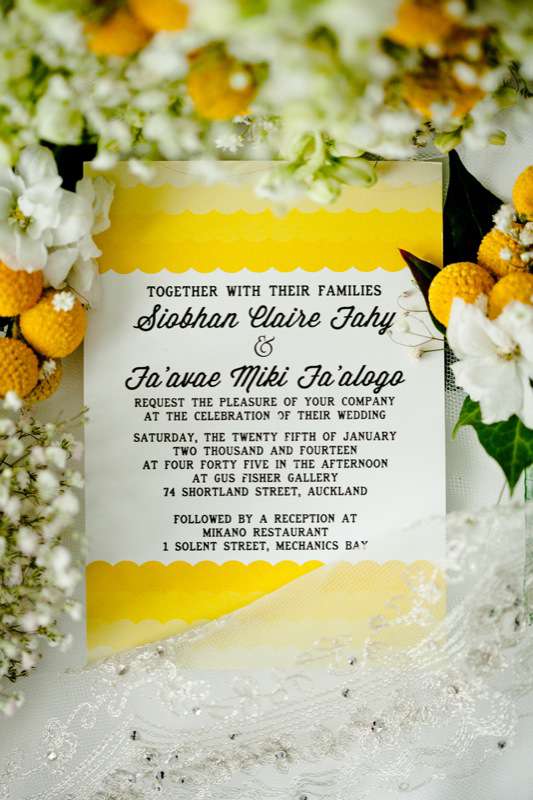 TOGETHER WITH THEIR FAMILIES
Siobhan Claire Fahy
&
Fa'avae Miki Fa'alogo
REQUEST THE PLEASURE OF YOUR COMPANY
AT THE CELEBRATION OF THEIR WEDDING
SATURDAY, THE TWENTY FIFTH OF JANUARY
TWO THOUSAND AND FOURTEEN
AT FOUR FORTY FIVE IN THE AFTERNOON
AT GUS FISHER GALLERY
74 SHORTLAND STREET, AUCKLAND
FOLLOWED BY A RECEPTION AT
MIKANO RESTAURANT
1 SOLENT STREET, MECHANICS BAY